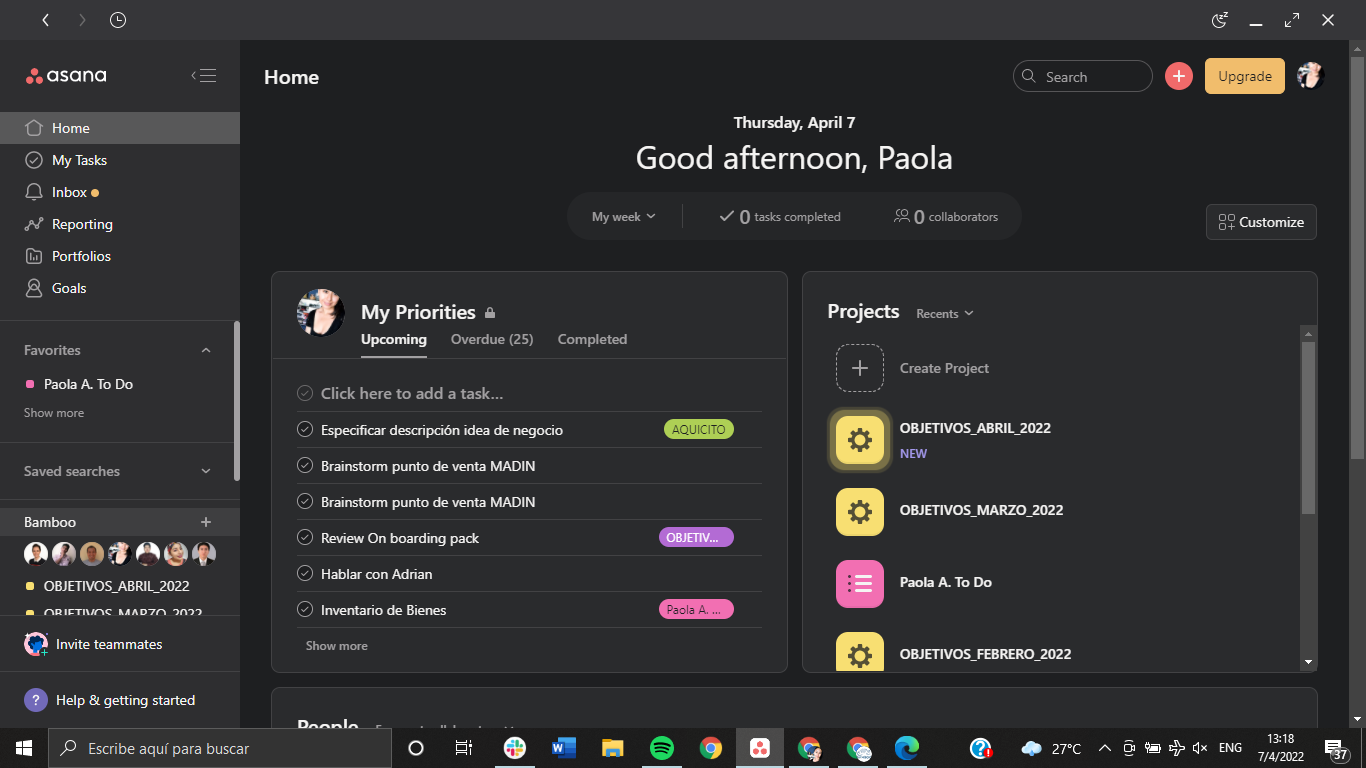 asana
Home
Search
Upgrade
Home
My Tasks
Inbox
Reporting
Portfolios
Goals
Favorites
Paola A. To Do
Show more
Saved searches
Bamboo
OBJETIVOS_ABRIL_2022
OBJETIVOS_MARZO_2022
Invite teammates
? Help & getting started
Thursday, April 7
Good afternoon, Paola
My week
0 tasks completed
0 collaborators
Customize
My Priorities
Upcoming
Overdue (25)
Completed
Click here to add a task...
Especificar descripción idea de negocio AQUICITO
Brainstorm punto de venta MADIN
Brainstorm punto de venta MADIN
Review On boarding pack OBJETIV...
Hablar con Adrian
Inventario de Bienes Paola A. ...
Show more
Projects Recents
Create Project
OBJETIVOS_ABRIL_2022
NEW
OBJETIVOS_MARZO_2022
Paola A. To Do
OBJETIVOS_FEBRERO_2022
People
Escribe aquí para buscar
27°C
ENG
13:18
7/4/2022
37